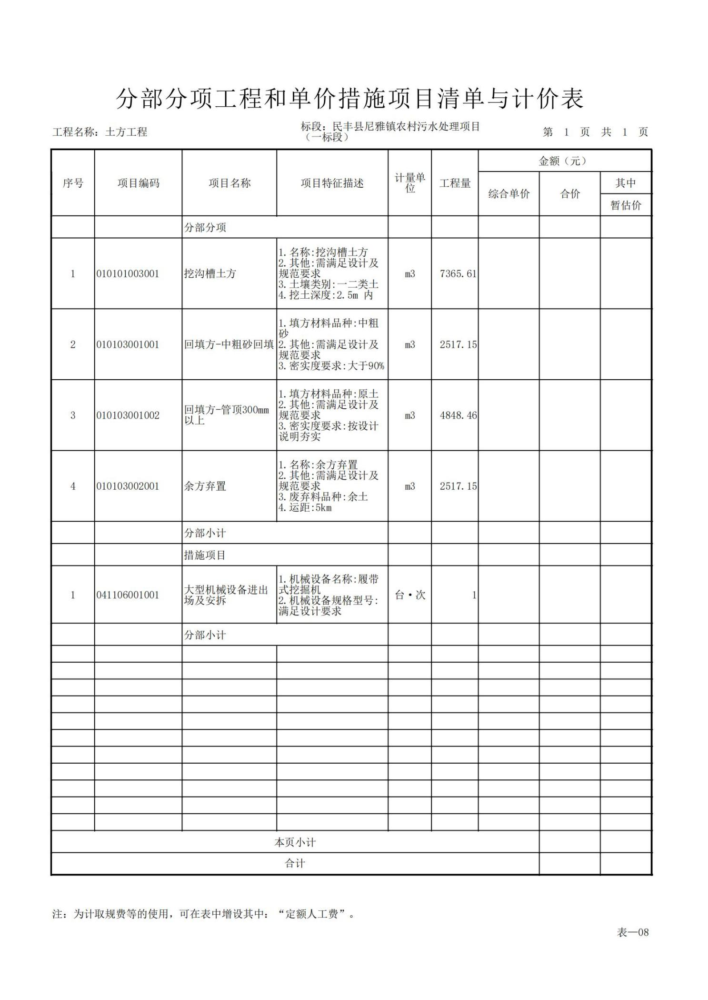 分部分项工程和单价措施项目清单与计价表
工程名称：土方工程
标段：民丰县尼雅镇农村污水处理项目
（一标段）
第 1 页 共 1 页
序号
项目编码
项目名称
项目特征描述
计量单
位
工程量
金额（元）
综合单价
合价
其中
暂估价
分部分项
1
010101003001
挖沟槽土方
1.名称:挖沟槽土方
2.其他:需满足设计及
规范要求
3.土壤类别:一二类土
4.挖土深度:2.5m 内
m3
7365.61
2
010103001001
回填方-中粗砂回填
1.填方材料品种:中粗
砂
2.其他:需满足设计及
规范要求
3.密实度要求:大于90%
m3
2517.15
3
010103001002
回填方-管顶300mm
以上
1.填方材料品种:原土
2.其他:需满足设计及
规范要求
3.密实度要求:按设计
说明夯实
m3
4848.46
4
010103002001
余方弃置
1.名称:余方弃置
2.其他:需满足设计及
规范要求
3.废弃料品种:余土
4.运距:5km
m3
2517.15
分部小计
措施项目
1
041106001001
大型机械设备进出
场及安拆
1.机械设备名称:履带
式挖掘机
2.机械设备规格型号:
满足设计要求
台·次
1
分部小计
本页小计
合计
注：为计取规费等的使用，可在表中增设其中：“定额人工费”。
表—08